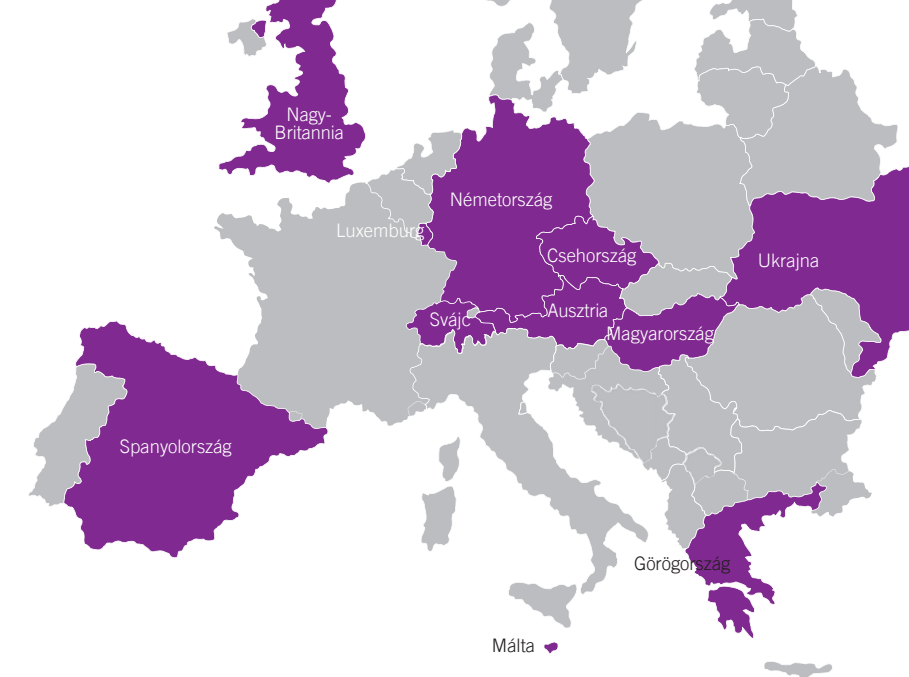 Nagy-
Britannia
Németország
Luxemburg
Csehország
Ukrajna
Ausztria
Svájc
Magyarország
Spanyolország
Görögország
Málta